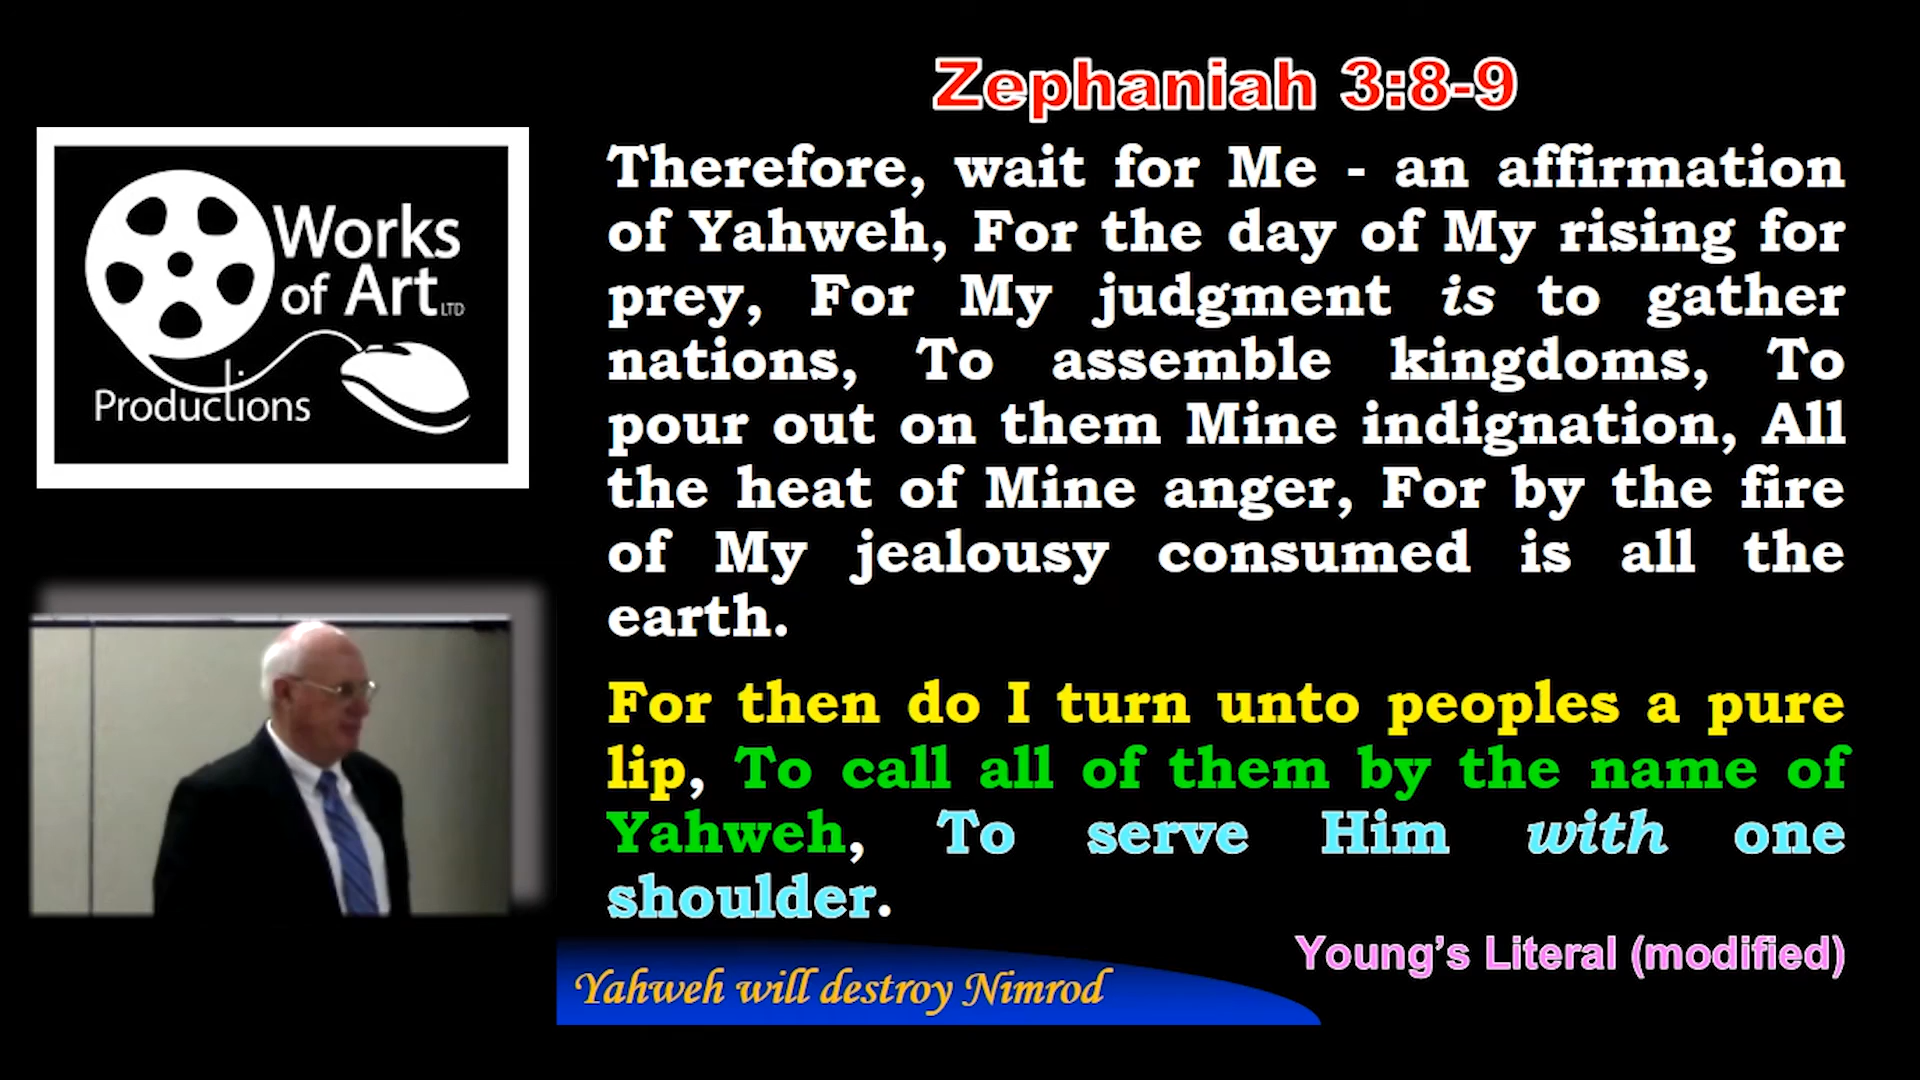 Zephaniah 3:8-9
Works
of Art LTD
Productions
Therefore, wait for Me - an affirmation
of Yahweh, For the day of My rising for
prey, For My judgment is to gather
nations, To assemble kingdoms, To
pour out on them Mine indignation, All
the heat of Mine anger, For by the fire
of My jealousy consumed is all the
earth.
For then do I turn unto peoples a pure
lip, To call all of them by the name of
Yahweh, To serve Him with one
shoulder.
Young's Literal (modified)
Yahweh will destroy Nimrod